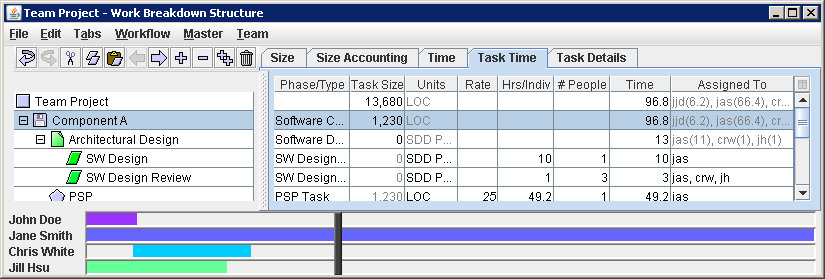 Team Project - Work Breakdown Structure
File Edit Tabs Workflow Master Team
Size Size Accounting Time Task Time Task Details
Phase/Type Task Size Units Rate Hrs/Indiv # People Time Assigned To
Team Project 13,680 LOC 96.8 jjd(6.2), jas(66.4), cr...
Component A Software C... 1,230 LOC 96.8 jjd(6.2), jas(66.4), cr...
Architectural Design Software D... 0 SDD P... 13 jas(11), crw(1), jh(1)
SW Design SW Design... 0 SDD P... 10 1 10 jas
SW Design Review SW Design... 0 SDD P... 1 3 3 jas, crw, jh
PSP PSP Task 1,230 LOC 25 49.2 1 49.2 jas
John Doe
Jane Smith
Chris White
Jill Hsu